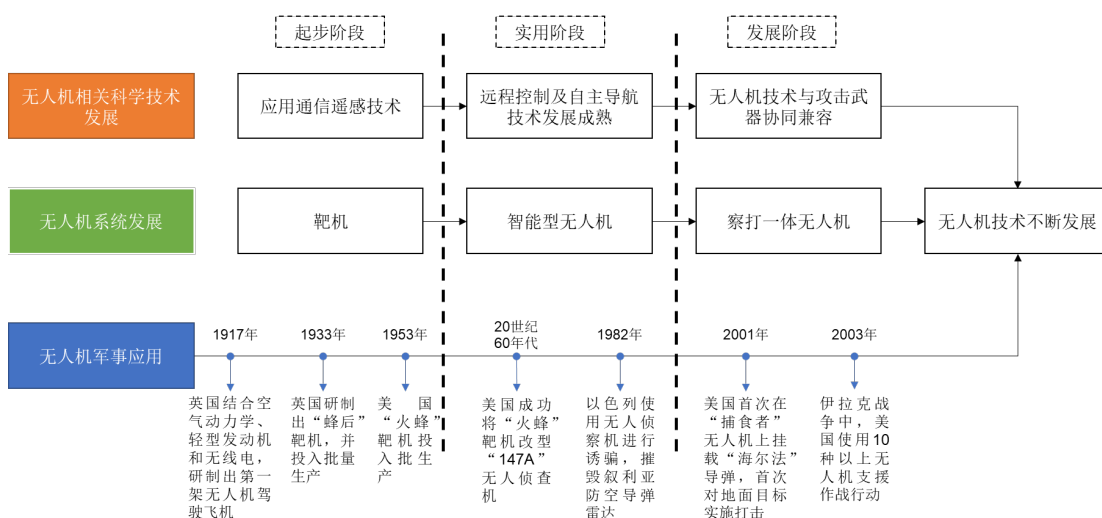 起步阶段
实用阶段
发展阶段
无人机相关科学技术
发展
应用通信遥感技术
远程控制及自主导航
技术发展成熟
无人机技术与攻击武
器协同兼容
无人机系统发展
靶机
智能型无人机
察打一体无人机
无人机技术不断发展
无人机军事应用
1917年
英国结合空
气动力学、
轻型发动机
和无线电，
研制出第一
架无人机驾
驶飞机
1933年
英国研制
出“蜂后”
靶机，并
投入批量
生产
1953年
美国
“火蜂”
靶机投
入批生
产
20世纪
60年代
美国成功
将“火蜂”
靶机改型
“147A”
无人侦查
机
1982年
以色列使
用无人侦
察机进行
诱骗，摧
毁叙利亚
防空导弹
雷达
2001年
美国首次在
“捕食者”
无人机上挂
载“海尔法”
导弹，首次
对地面目标
实施打击
2003年
伊拉克战
争中，美
国使用10
种以上无
人机支援
作战行动